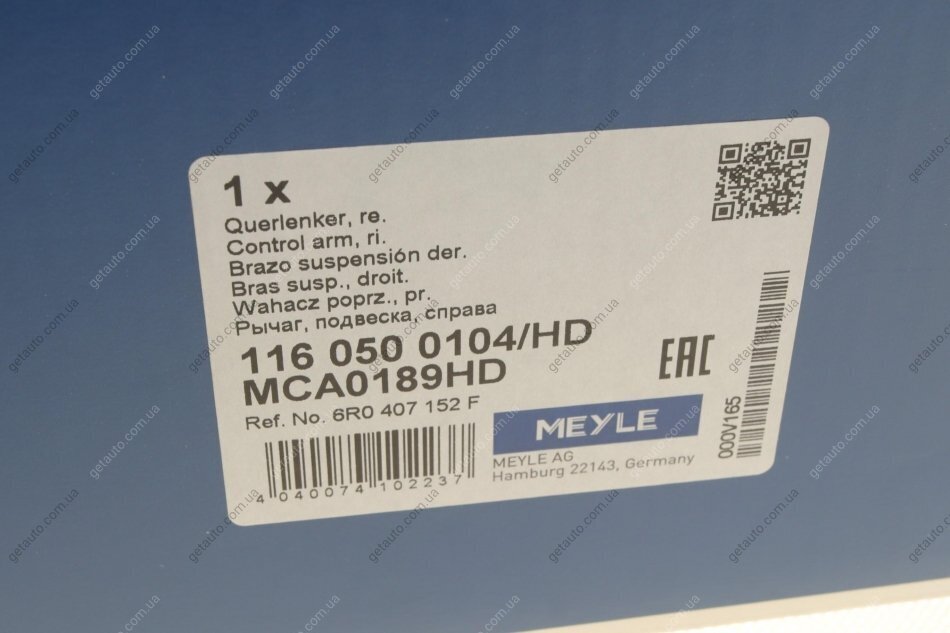 1 x
Querlenker, re.
Control arm, ri.
Brazo suspensión der.
Bras susp., droit.
Wahacz poprz., pr.
Рычаг, подвеска, справа
116 050 0104/HD
MCA0189HD
Ref. No. 6R0 407 152 F
4 040074 102237
EAC
MEYLE
MEYLE AG
Hamburg 22143, Germany
000V165
getauto.com.ua